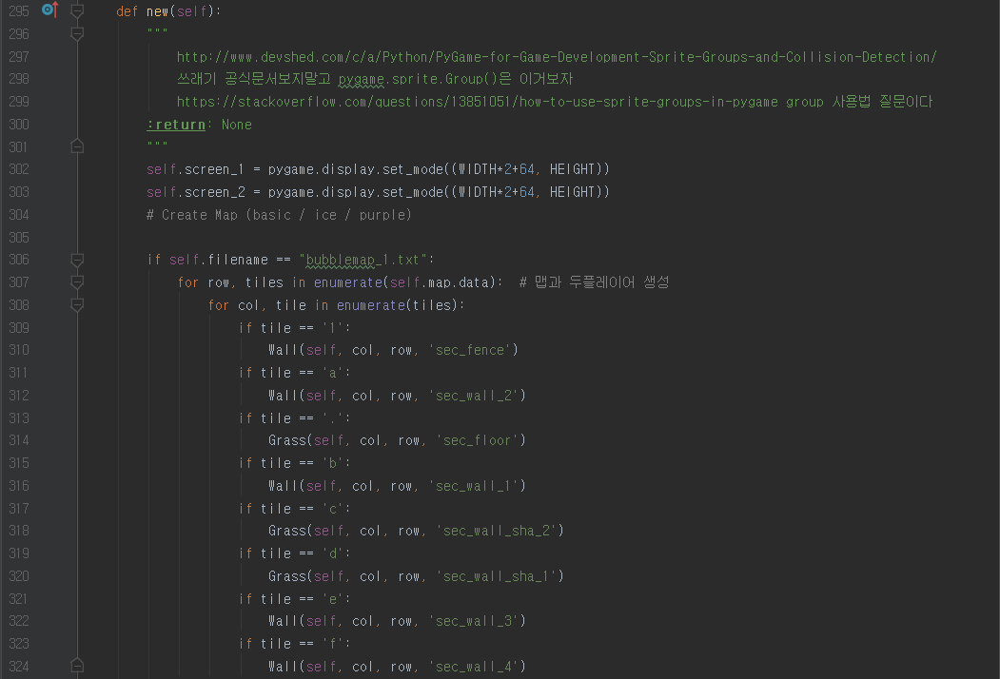 295 def new(self):
296 """
297 http://www.devshed.com/c/a/Python/PyGame-for-Game-Development-Sprite-Groups-and-Collision-Detection/
298 쓰래기 공식문서보지말고 pygame.sprite.Group()은 이거보자
299 https://stackoverflow.com/questions/13851051/how-to-use-sprite-groups-in-pygame group 사용법 질문이다
300 :return: None
301 """
302 self.screen_1 = pygame.display.set_mode((WIDTH*2+64, HEIGHT))
303 self.screen_2 = pygame.display.set_mode((WIDTH*2+64, HEIGHT))
304 # Create Map (basic / ice / purple)
305
306 if self.filename == "bubblemap_1.txt":
307 for row, tiles in enumerate(self.map.data): # 맵과 두플레이어 생성
308 for col, tile in enumerate(tiles):
309 if tile == '1':
310 Wall(self, col, row, 'sec_fence')
311 if tile == 'a':
312 Wall(self, col, row, 'sec_wall_2')
313 if tile == '.':
314 Grass(self, col, row, 'sec_floor')
315 if tile == 'b':
316 Wall(self, col, row, 'sec_wall_1')
317 if tile == 'c':
318 Grass(self, col, row, 'sec_wall_sha_2')
319 if tile == 'd':
320 Grass(self, col, row, 'sec_wall_sha_1')
321 if tile == 'e':
322 Wall(self, col, row, 'sec_wall_3')
323 if tile == 'f':
324 Wall(self, col, row, 'sec_wall_4')